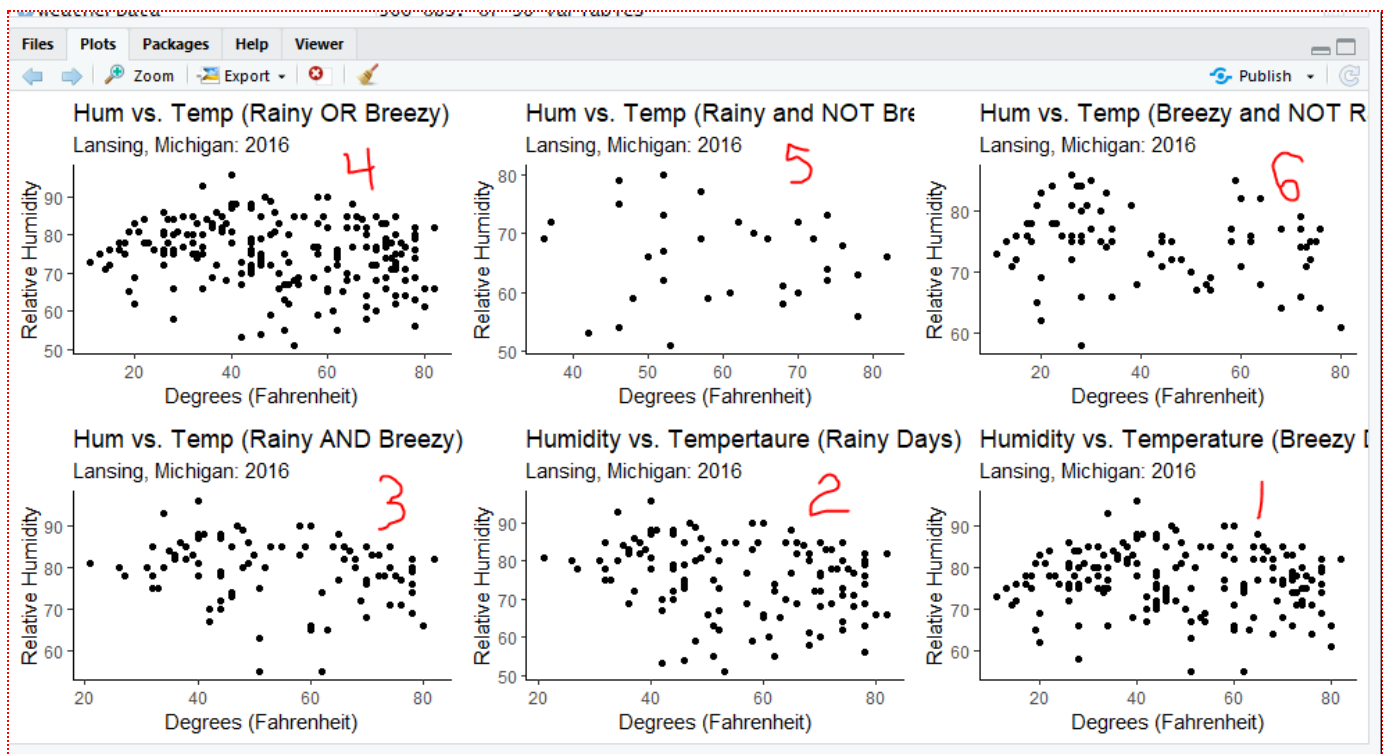 Files Plots Packages Help Viewer
Zoom Export Publish
Hum vs. Temp (Rainy OR Breezy)
Lansing, Michigan: 2016
4
Relative Humidity
90
80
70
60
50
20 40 60 80
Degrees (Fahrenheit)
Hum vs. Temp (Rainy and NOT Bre
Lansing, Michigan: 2016
5
Relative Humidity
80
70
60
50
40 50 60 70 80
Degrees (Fahrenheit)
Hum vs. Temp (Breezy and NOT R
Lansing, Michigan: 2016
6
Relative Humidity
80
70
60
20 40 60 80
Degrees (Fahrenheit)
Hum vs. Temp (Rainy AND Breezy)
Lansing, Michigan: 2016
3
Relative Humidity
90
80
70
60
20 40 60 80
Degrees (Fahrenheit)
Humidity vs. Tempertaure (Rainy Days)
Lansing, Michigan: 2016
2
Relative Humidity
90
80
70
60
50
20 40 60 80
Degrees (Fahrenheit)
Humidity vs. Temperature (Breezy D
Lansing, Michigan: 2016
1
Relative Humidity
90
80
70
60
20 40 60 80
Degrees (Fahrenheit)